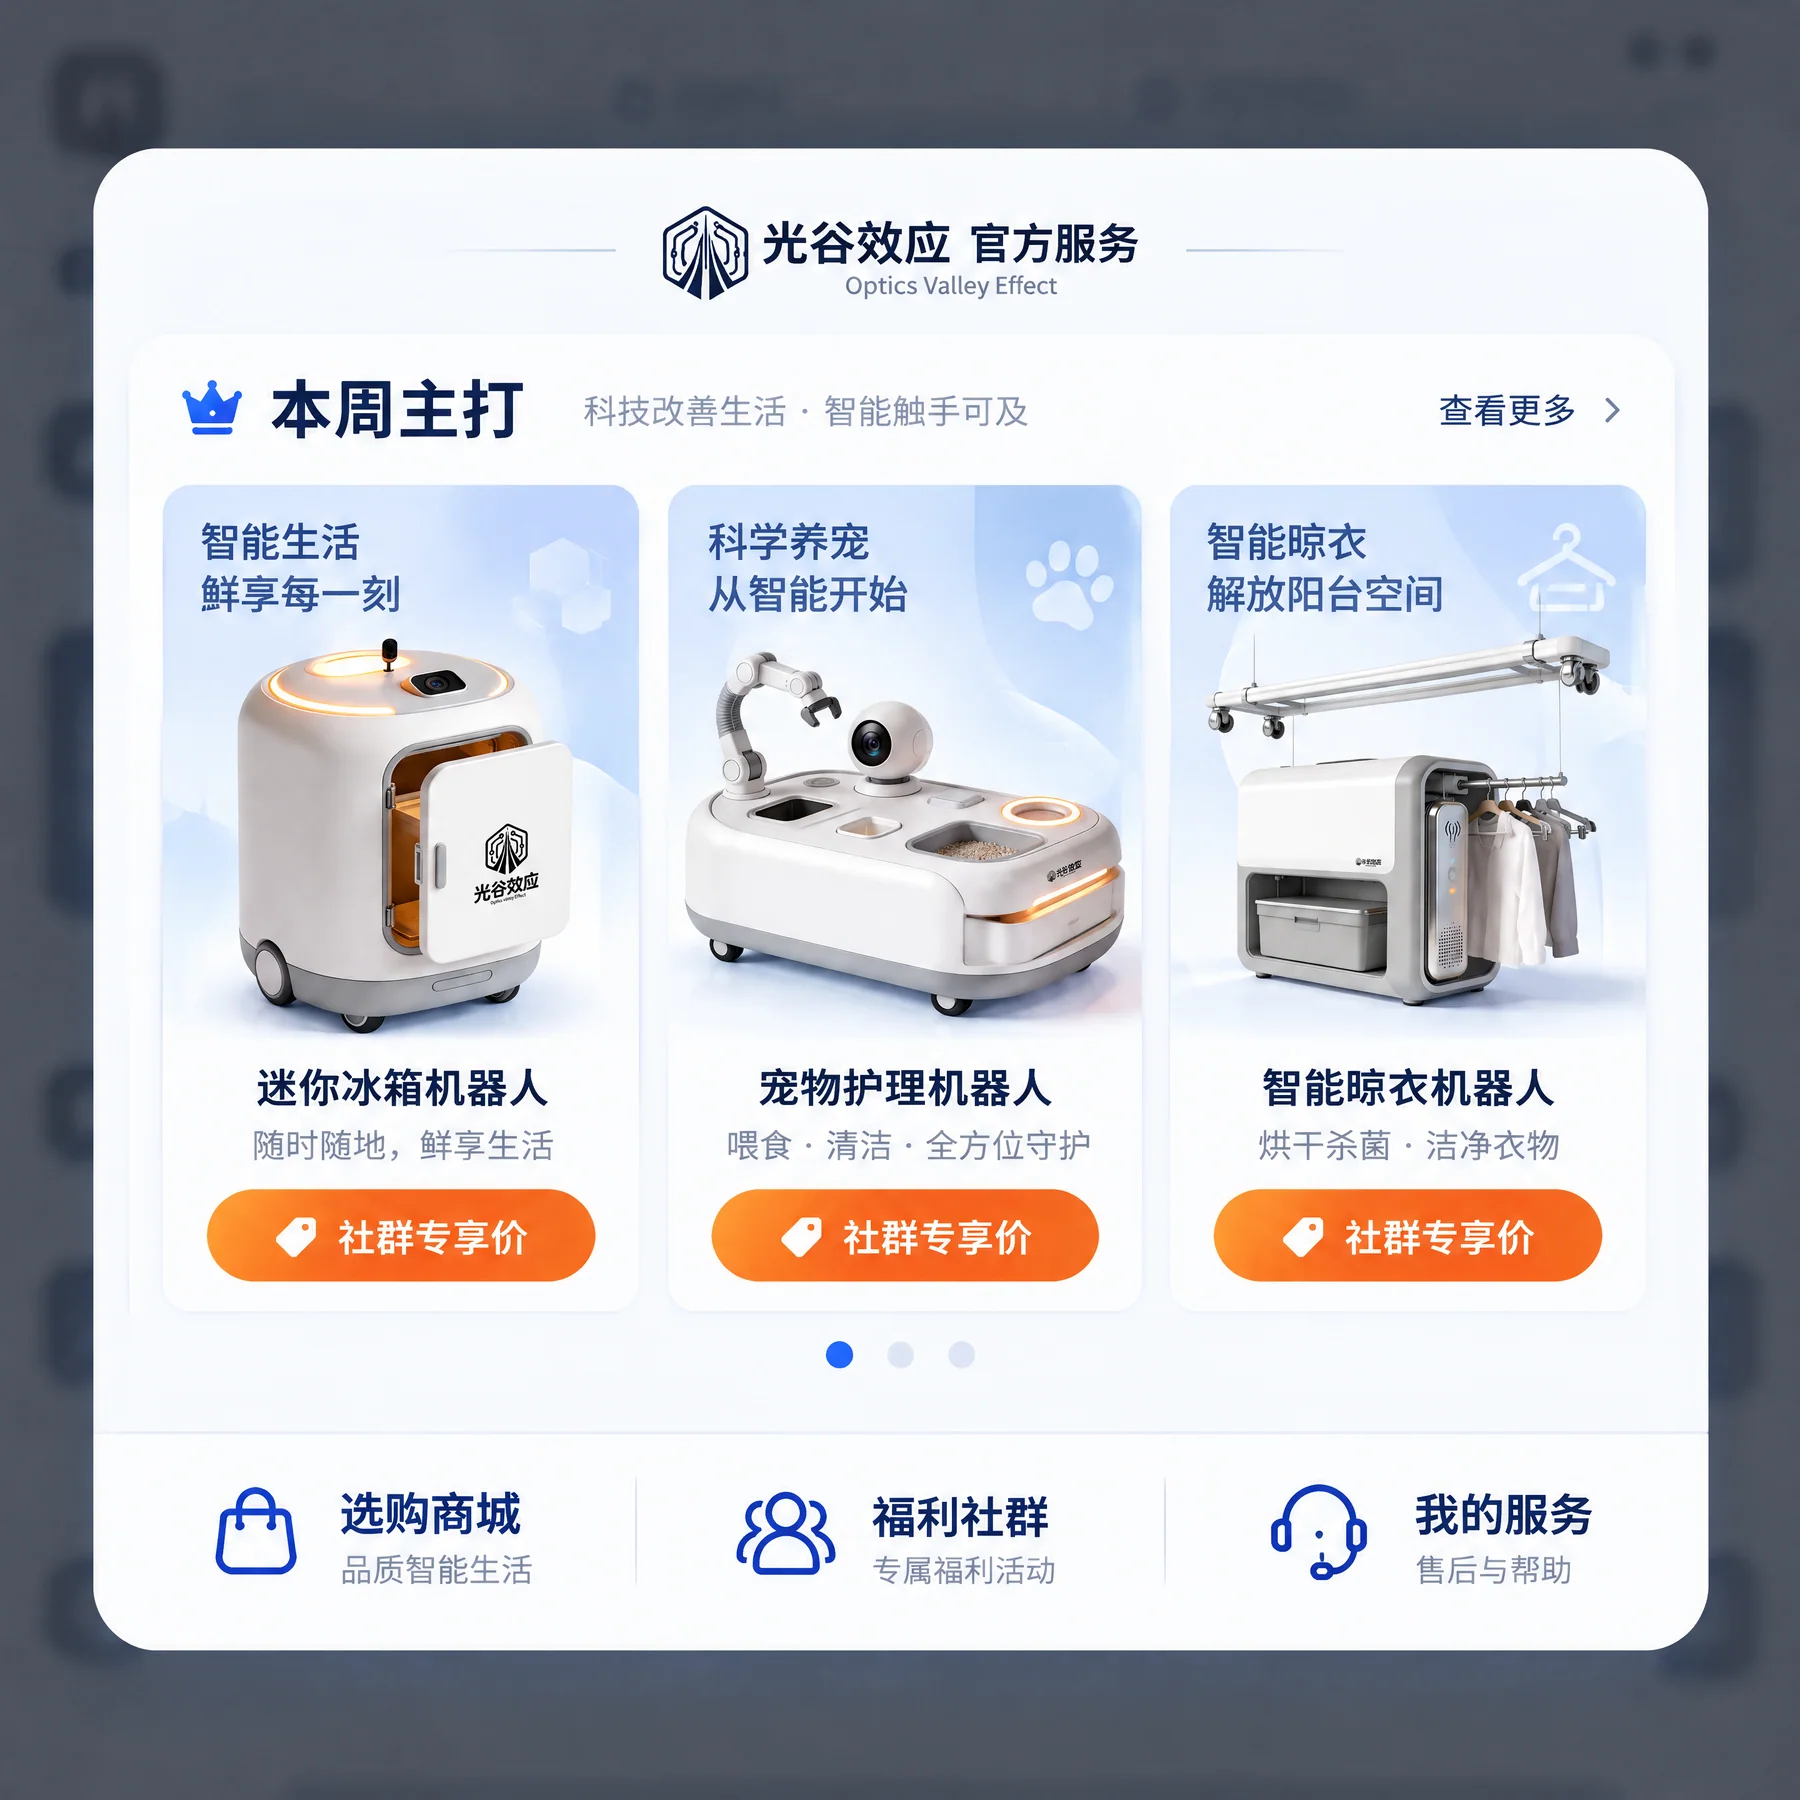 光谷效应 官方服务
Optics Valley Effect
本周主打
科技改善生活 · 智能触手可及
查看更多
智能生活
鲜享每一刻
光谷效应
Optics Valley Effect
迷你冰箱机器人
随时随地，鲜享生活
社群专享价
科学养宠
从智能开始
光谷效应
宠物护理机器人
喂食 · 清洁 · 全方位守护
社群专享价
智能晾衣
解放阳台空间
智能晾衣机器人
烘干杀菌 · 洁净衣物
社群专享价
选购商城
品质智能生活
福利社群
专属福利活动
我的服务
售后与帮助